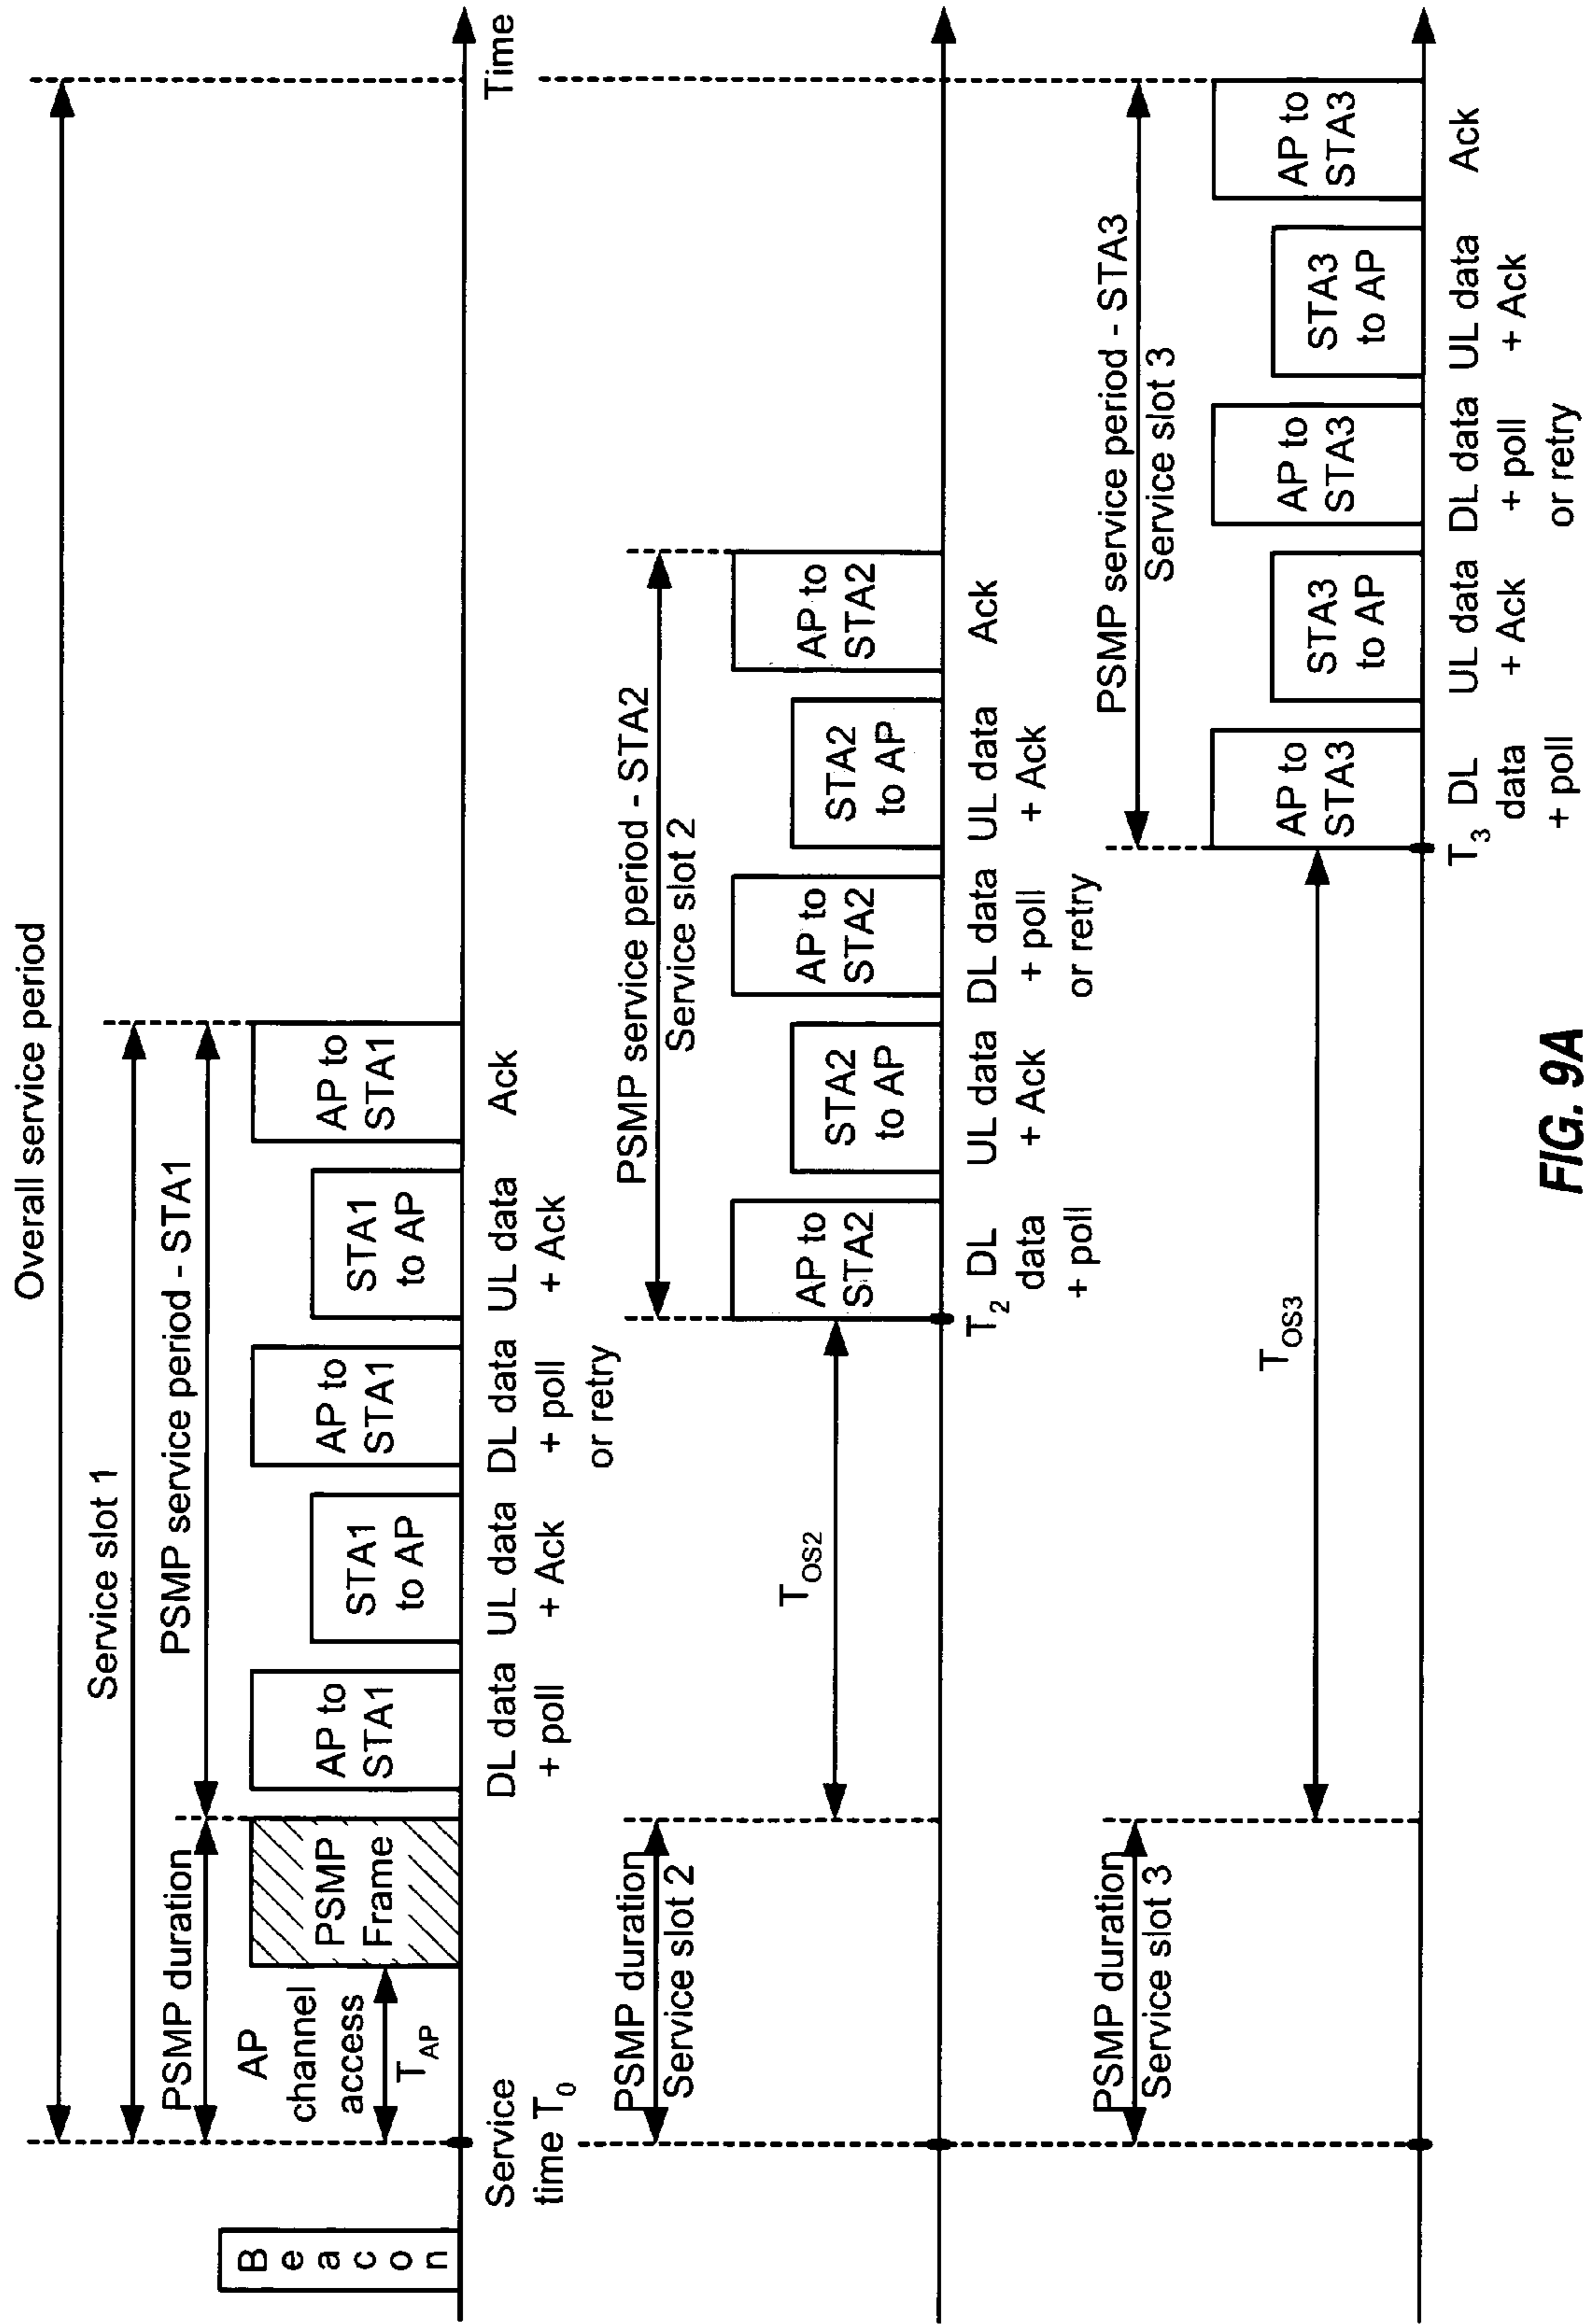 Overall service period
Service slot 1
PSMP duration
PSMP service period - STA1
B
e
a
c
o
n
AP
channel
access
T_AP
PSMP
Frame
AP to
STA1
STA1
to AP
AP to
STA1
STA1
to AP
AP to
STA1
Service
time T_0
DL data
+ poll
UL data
+ Ack
DL data
+ poll
or retry
UL data
+ Ack
Ack
Time
PSMP duration
Service slot 2
T_OS2
PSMP service period - STA2
Service slot 2
AP to
STA2
STA2
to AP
AP to
STA2
STA2
to AP
AP to
STA2
T_2
DL
data
+ poll
UL data
+ Ack
DL data
+ poll
or retry
UL data
+ Ack
Ack
PSMP duration
Service slot 3
T_OS3
PSMP service period - STA3
Service slot 3
AP to
STA3
STA3
to AP
AP to
STA3
STA3
to AP
AP to
STA3
T_3
DL
data
+ poll
UL data
+ Ack
DL data
+ poll
or retry
UL data
+ Ack
Ack
FIG. 9A